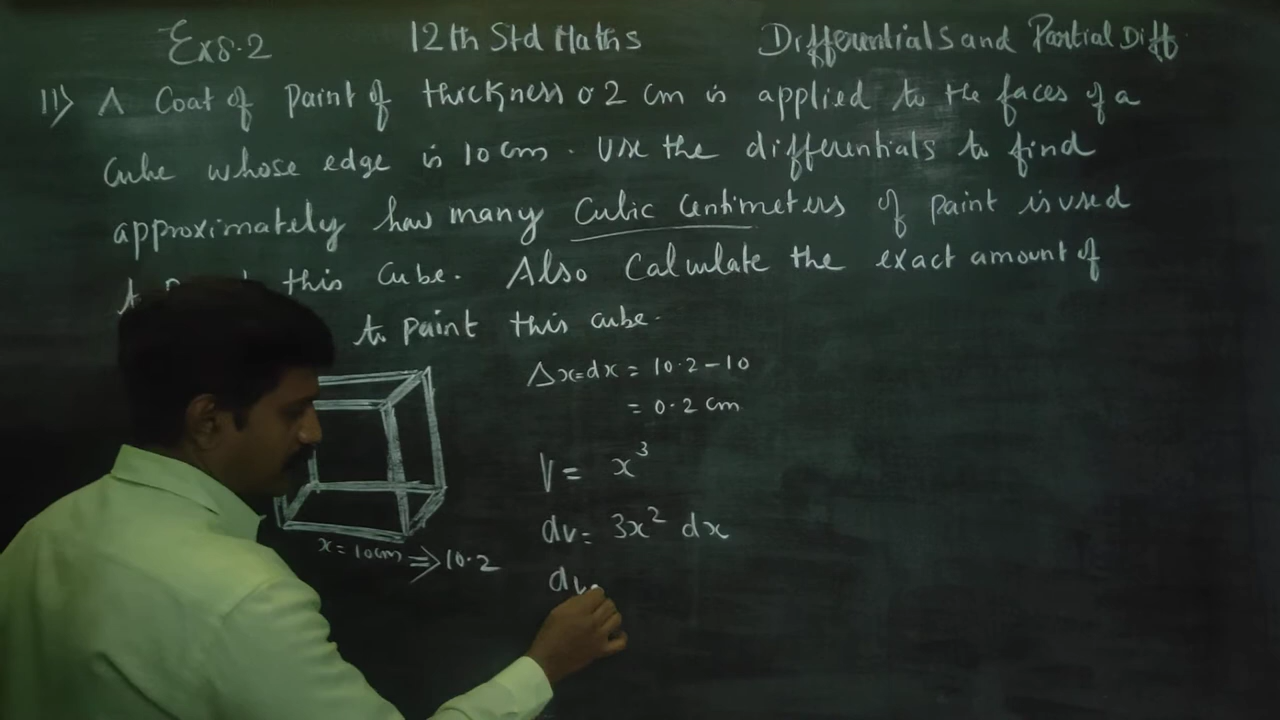 Ex 8.2 12th Std Maths Differentials and Partial Diff.
11) A Coat of paint of thickness 0.2 cm is applied to the faces of a
cube whose edge is 10 cm. Use the differentials to find
approximately how many Cubic Centimeters of paint is used
this cube. Also Calculate the exact amount of
to paint this cube.
Δx=dx = 10.2-10
= 0.2 cm
V = x³
dv = 3x² dx
x = 10cm ⇒ 10.2
dv